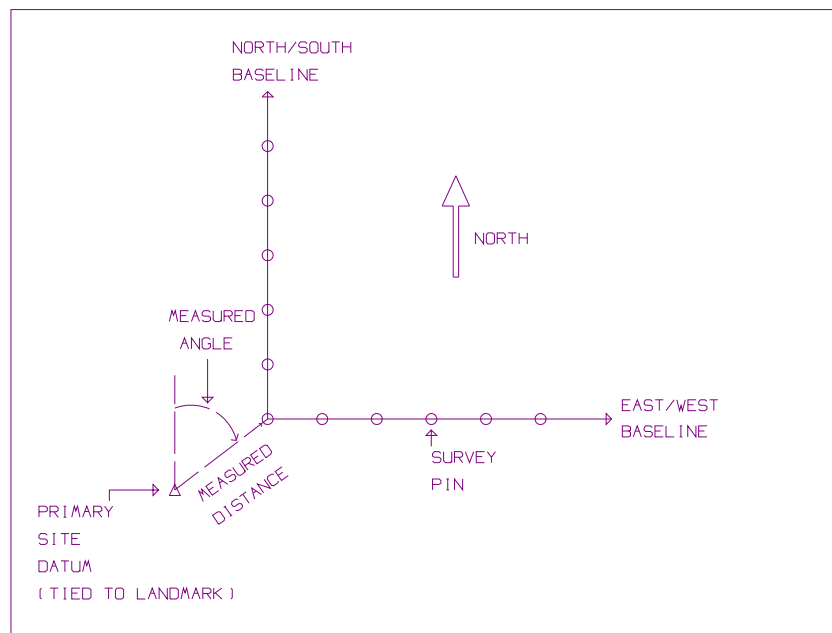 NORTH/SOUTH
BASELINE
NORTH
MEASURED
ANGLE
EAST/WEST
BASELINE
SURVEY
PIN
MEASURED
DISTANCE
PRIMARY
SITE
DATUM
(TIED TO LANDMARK)